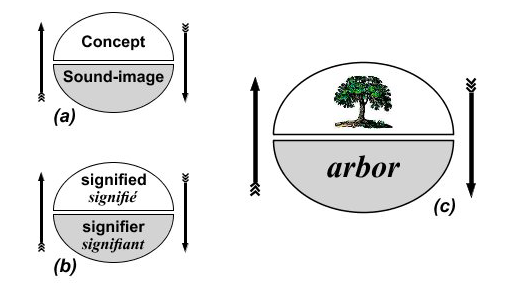 Concept
Sound-image
(a)
signified
signifié
signifier
signifiant
(b)
arbor
(c)